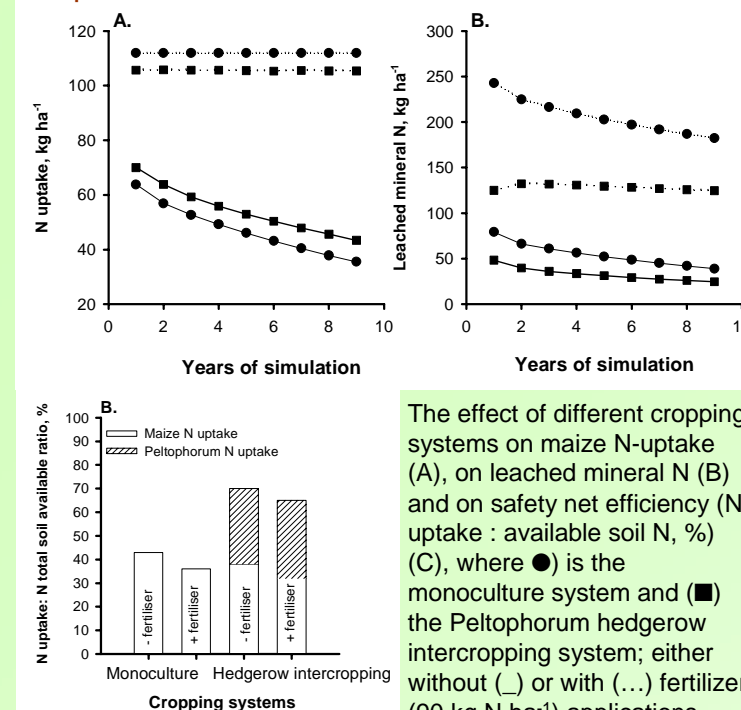 A.
120
100
80
60
40
20
0 2 4 6 8 10
N uptake, kg ha-1
Years of simulation
B.
300
250
200
150
100
50
0
0 2 4 6 8
Leached mineral N, kg ha-1
Years of simulation
B.
100
90
80
70
60
50
40
30
20
10
0
N uptake: N total soil available ratio, %
Maize N uptake
Peltophorum N uptake
- fertiliser
+ fertiliser
- fertiliser
+ fertiliser
Monoculture Hedgerow intercropping
Cropping systems
The effect of different cropping
systems on maize N-uptake
(A), on leached mineral N (B)
and on safety net efficiency (N
uptake : available soil N, %)
(C), where ●) is the
monoculture system and (■)
the Peltophorum hedgerow
intercropping system; either
without (_) or with (…) fertilizer
(90 kg N ha-1) applications